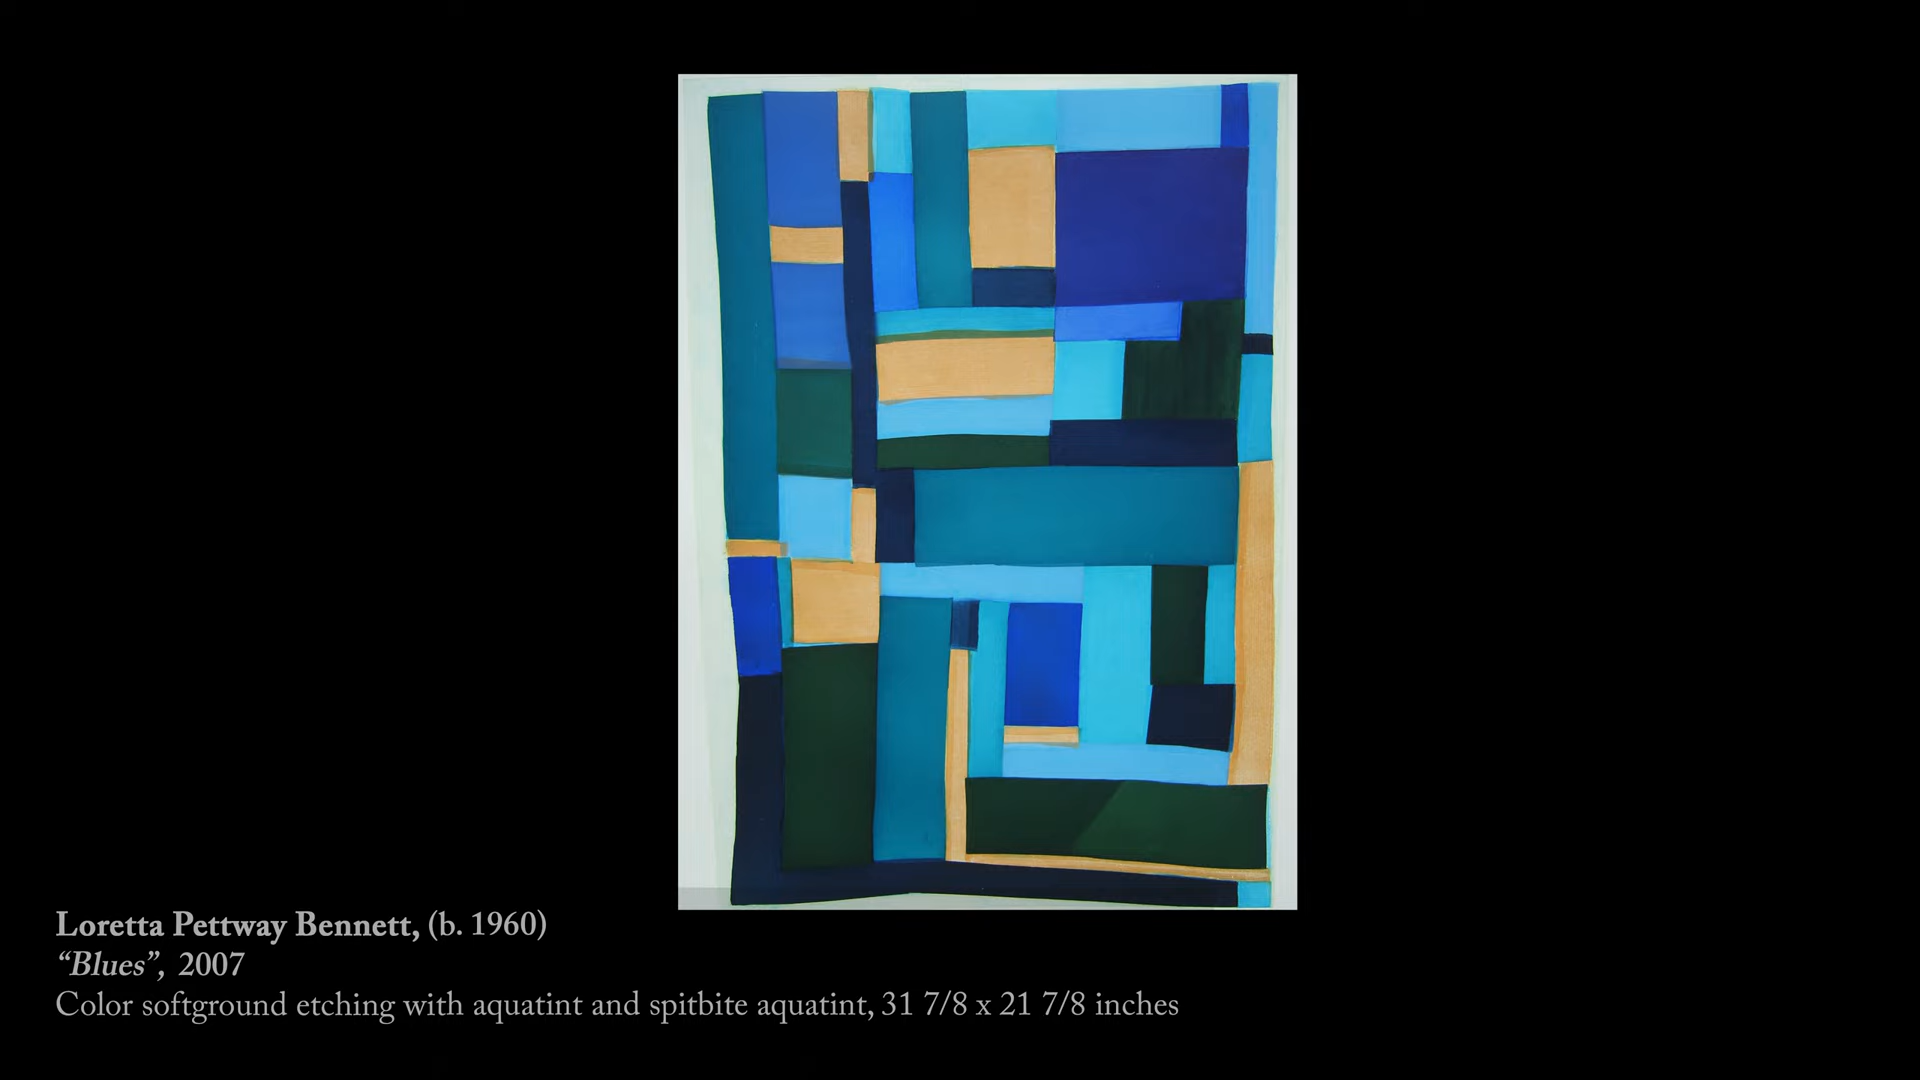 Loretta Pettway Bennett, (b. 1960)
“Blues”, 2007
Color softground etching with aquatint and spitbite aquatint, 31 7/8 x 21 7/8 inches